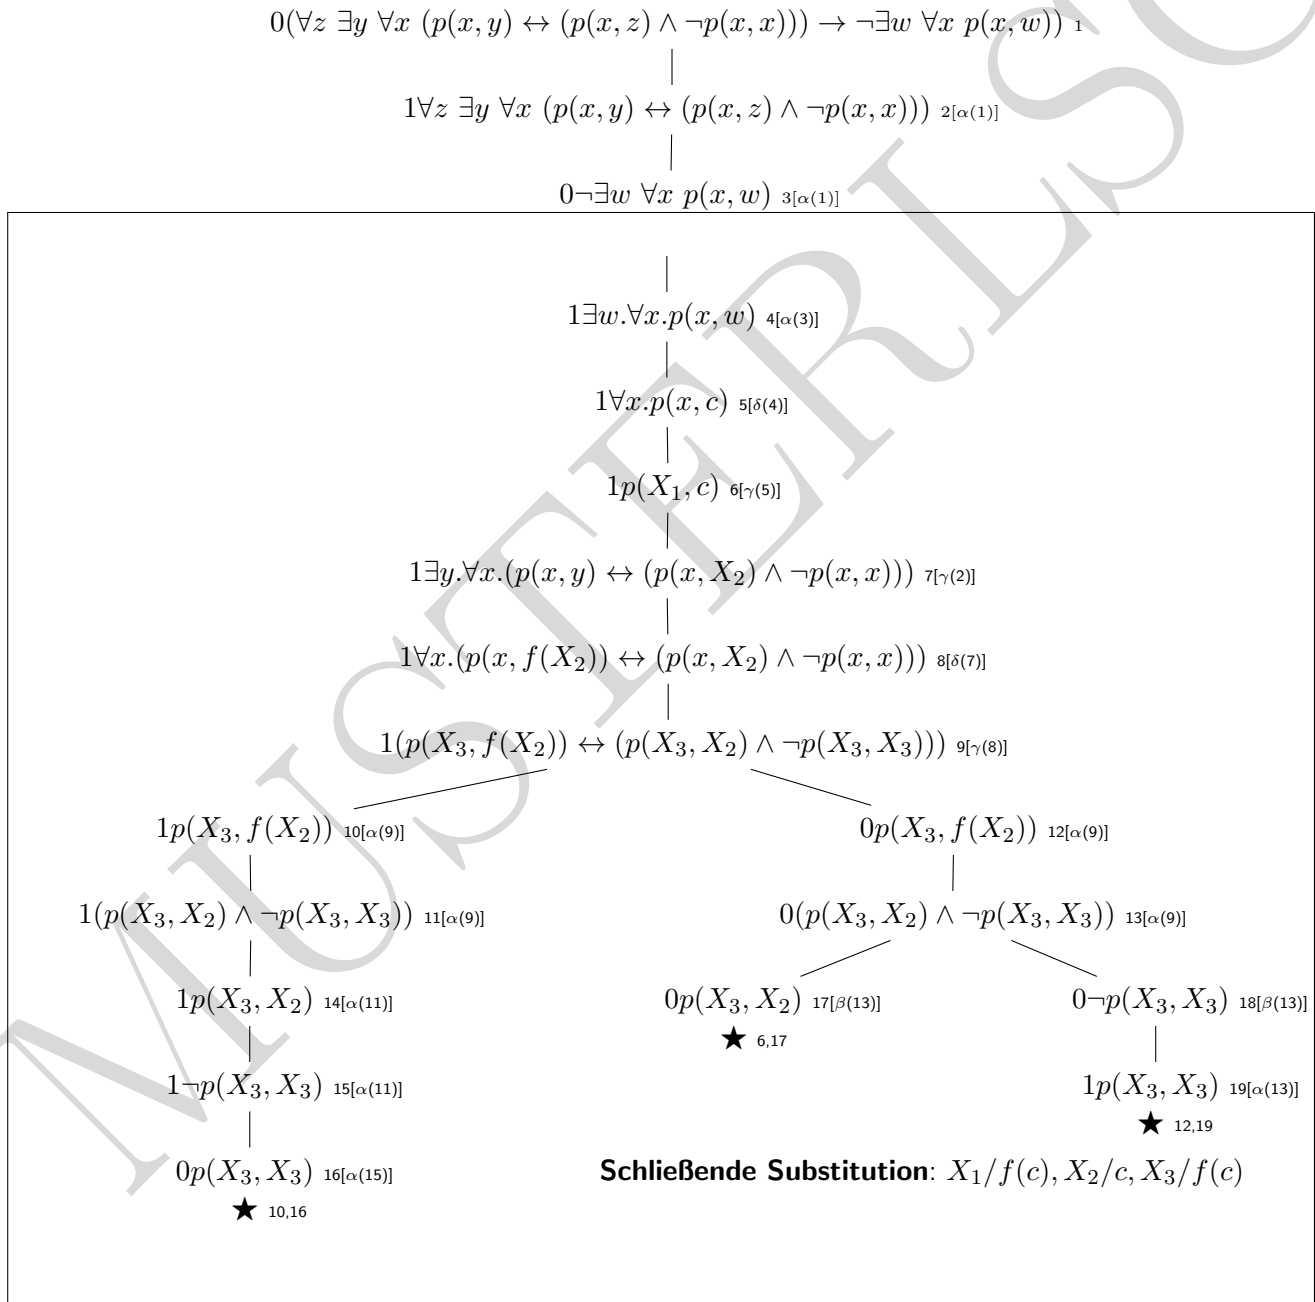 0(∀z ∃y ∀x (p(x, y) ↔ (p(x, z) ∧ ¬p(x, x))) → ¬∃w ∀x p(x, w)) 1
1∀z ∃y ∀x (p(x, y) ↔ (p(x, z) ∧ ¬p(x, x))) 2[α(1)]
0¬∃w ∀x p(x, w) 3[α(1)]
1∃w.∀x.p(x, w) 4[α(3)]
1∀x.p(x, c) 5[δ(4)]
1p(X₁, c) 6[γ(5)]
1∃y.∀x.(p(x, y) ↔ (p(x, X₂) ∧ ¬p(x, x))) 7[γ(2)]
1∀x.(p(x, f(X₂)) ↔ (p(x, X₂) ∧ ¬p(x, x))) 8[δ(7)]
1(p(X₃, f(X₂)) ↔ (p(X₃, X₂) ∧ ¬p(X₃, X₃))) 9[γ(8)]
1p(X₃, f(X₂)) 10[α(9)]
0p(X₃, f(X₂)) 12[α(9)]
1(p(X₃, X₂) ∧ ¬p(X₃, X₃)) 11[α(9)]
0(p(X₃, X₂) ∧ ¬p(X₃, X₃)) 13[α(9)]
1p(X₃, X₂) 14[α(11)]
0p(X₃, X₂) 17[β(13)]
0¬p(X₃, X₃) 18[β(13)]
★ 6,17
1¬p(X₃, X₃) 15[α(11)]
1p(X₃, X₃) 19[α(13)]
★ 12,19
0p(X₃, X₃) 16[α(15)]
Schließende Substitution: X₁/f(c), X₂/c, X₃/f(c)
★ 10,16
MUSTERLSO